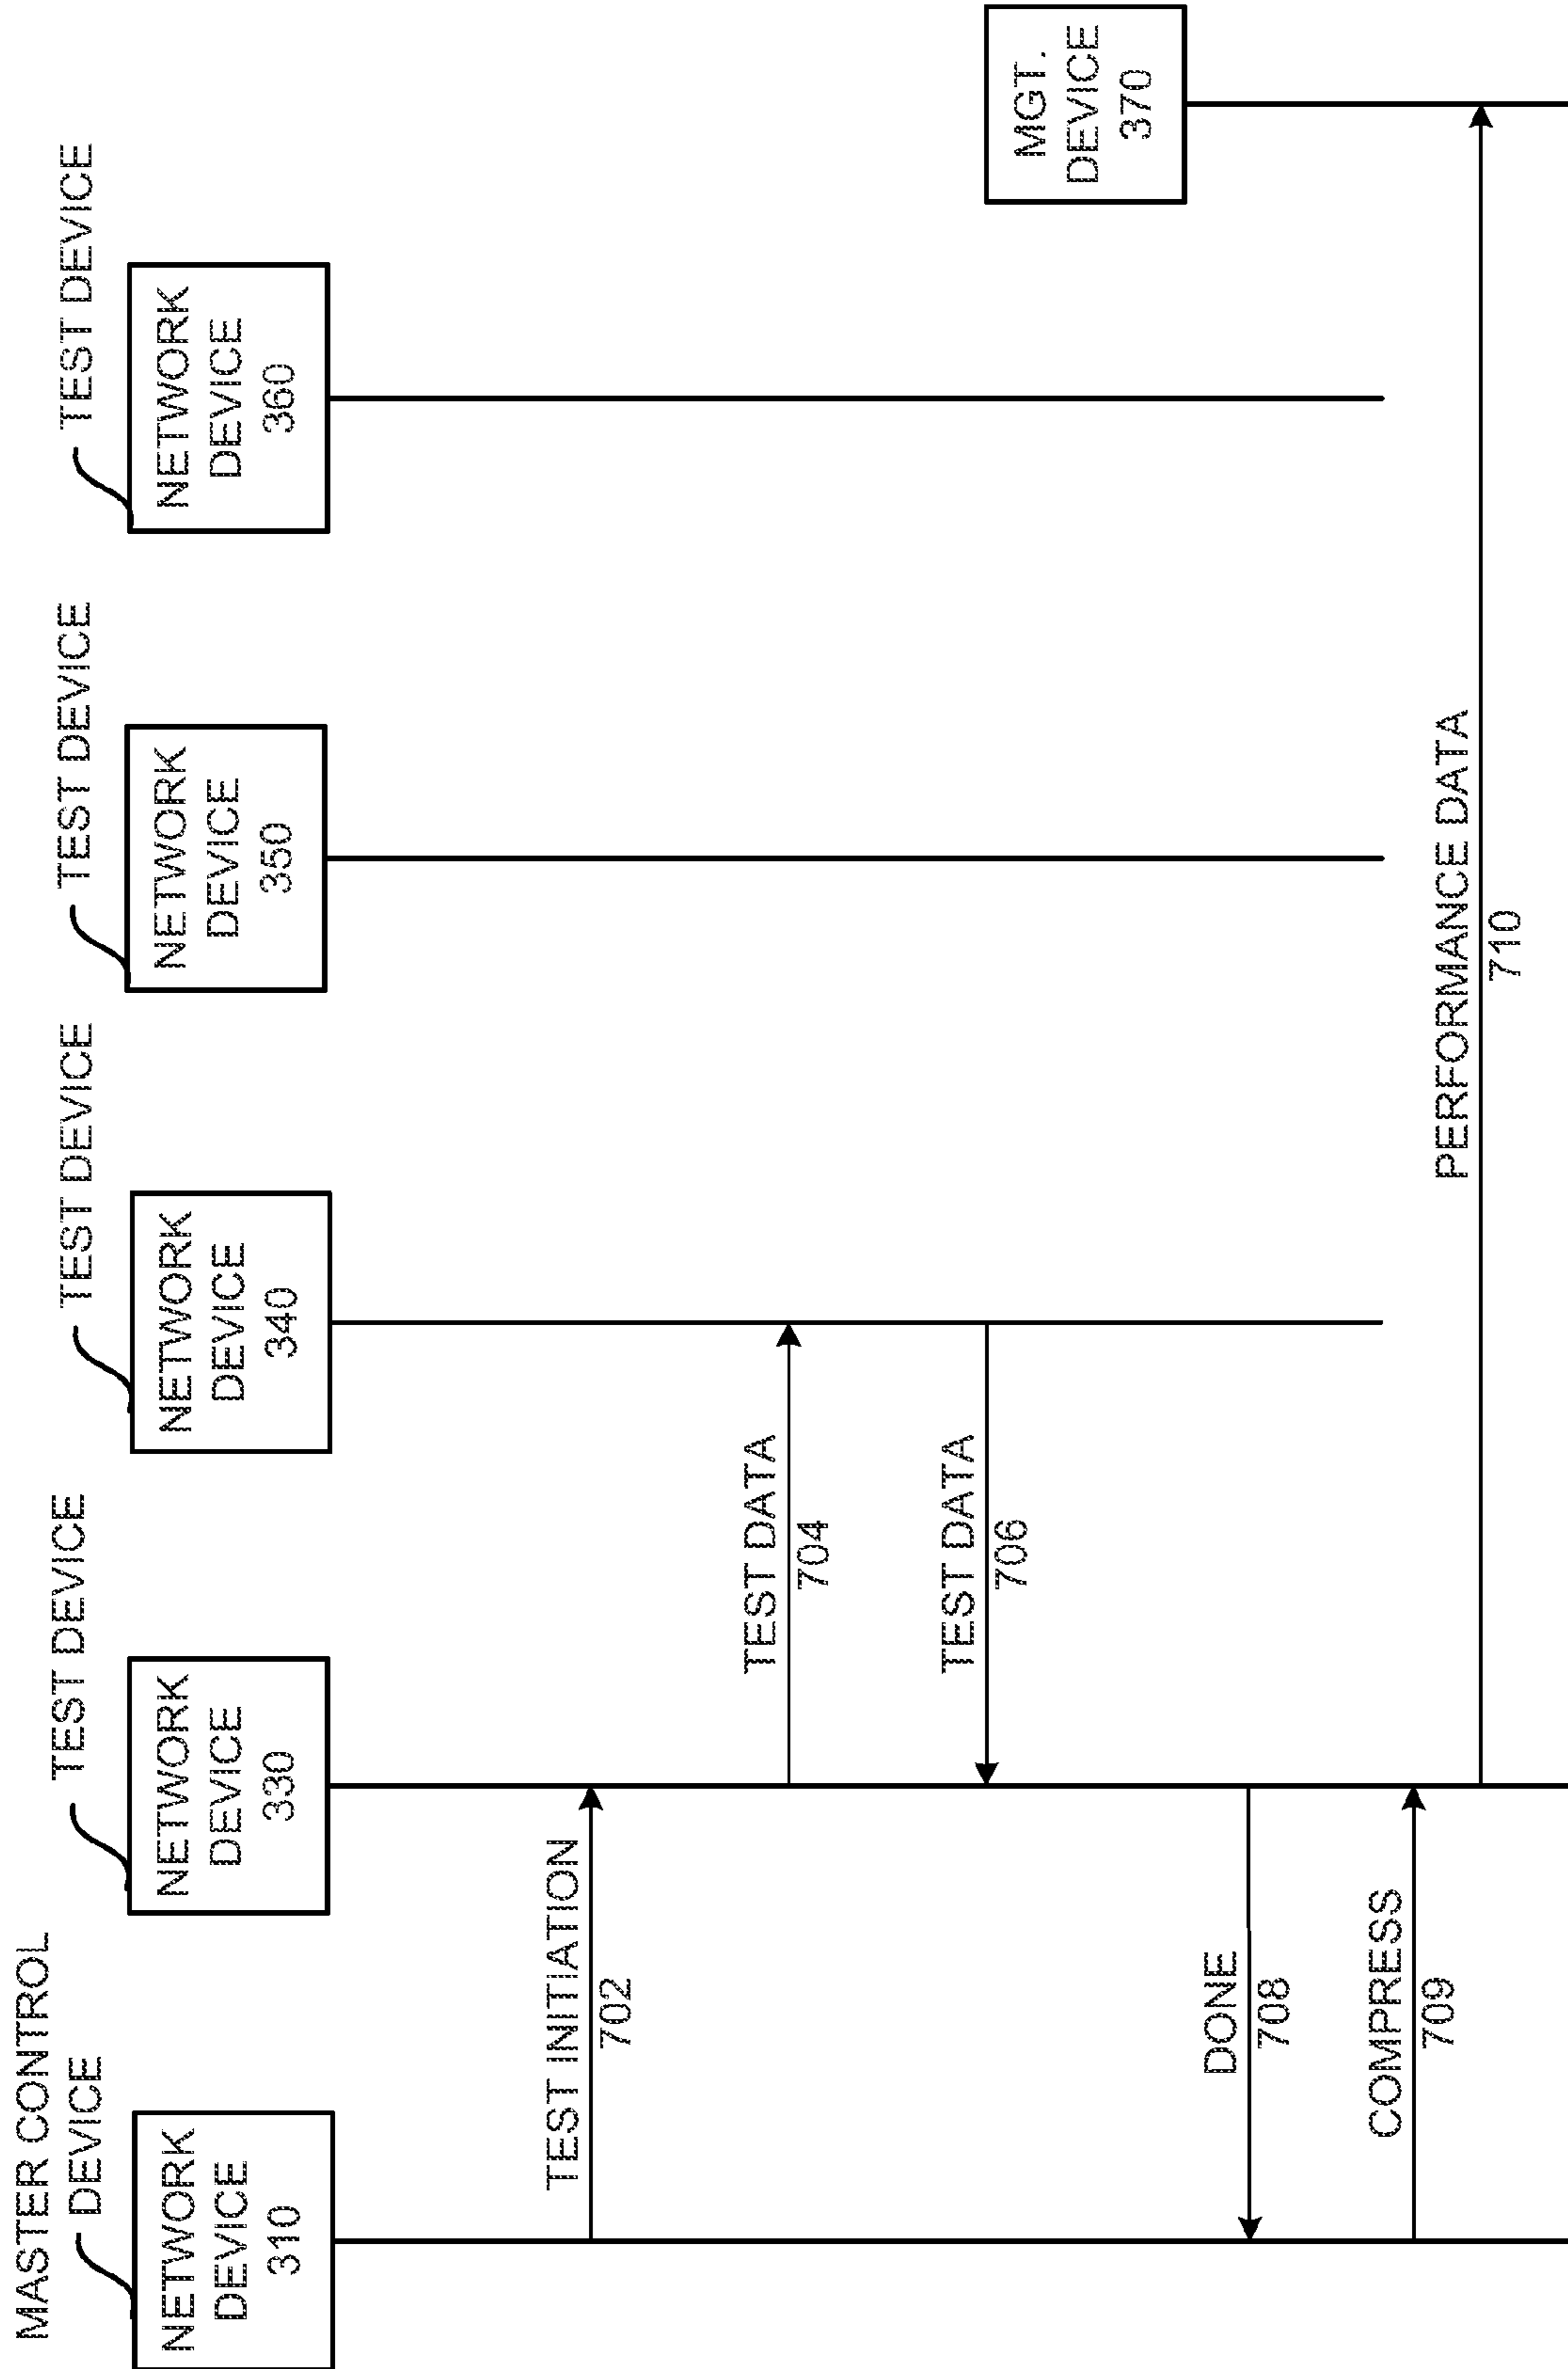 MASTER CONTROL
DEVICE
NETWORK
DEVICE
310
TEST DEVICE
NETWORK
DEVICE
330
TEST DEVICE
NETWORK
DEVICE
340
TEST DEVICE
NETWORK
DEVICE
350
TEST DEVICE
NETWORK
DEVICE
360
TEST INITIATION
702
TEST DATA
704
TEST DATA
706
MGT.
DEVICE
370
DONE
708
COMPRESS
709
PERFORMANCE DATA
710